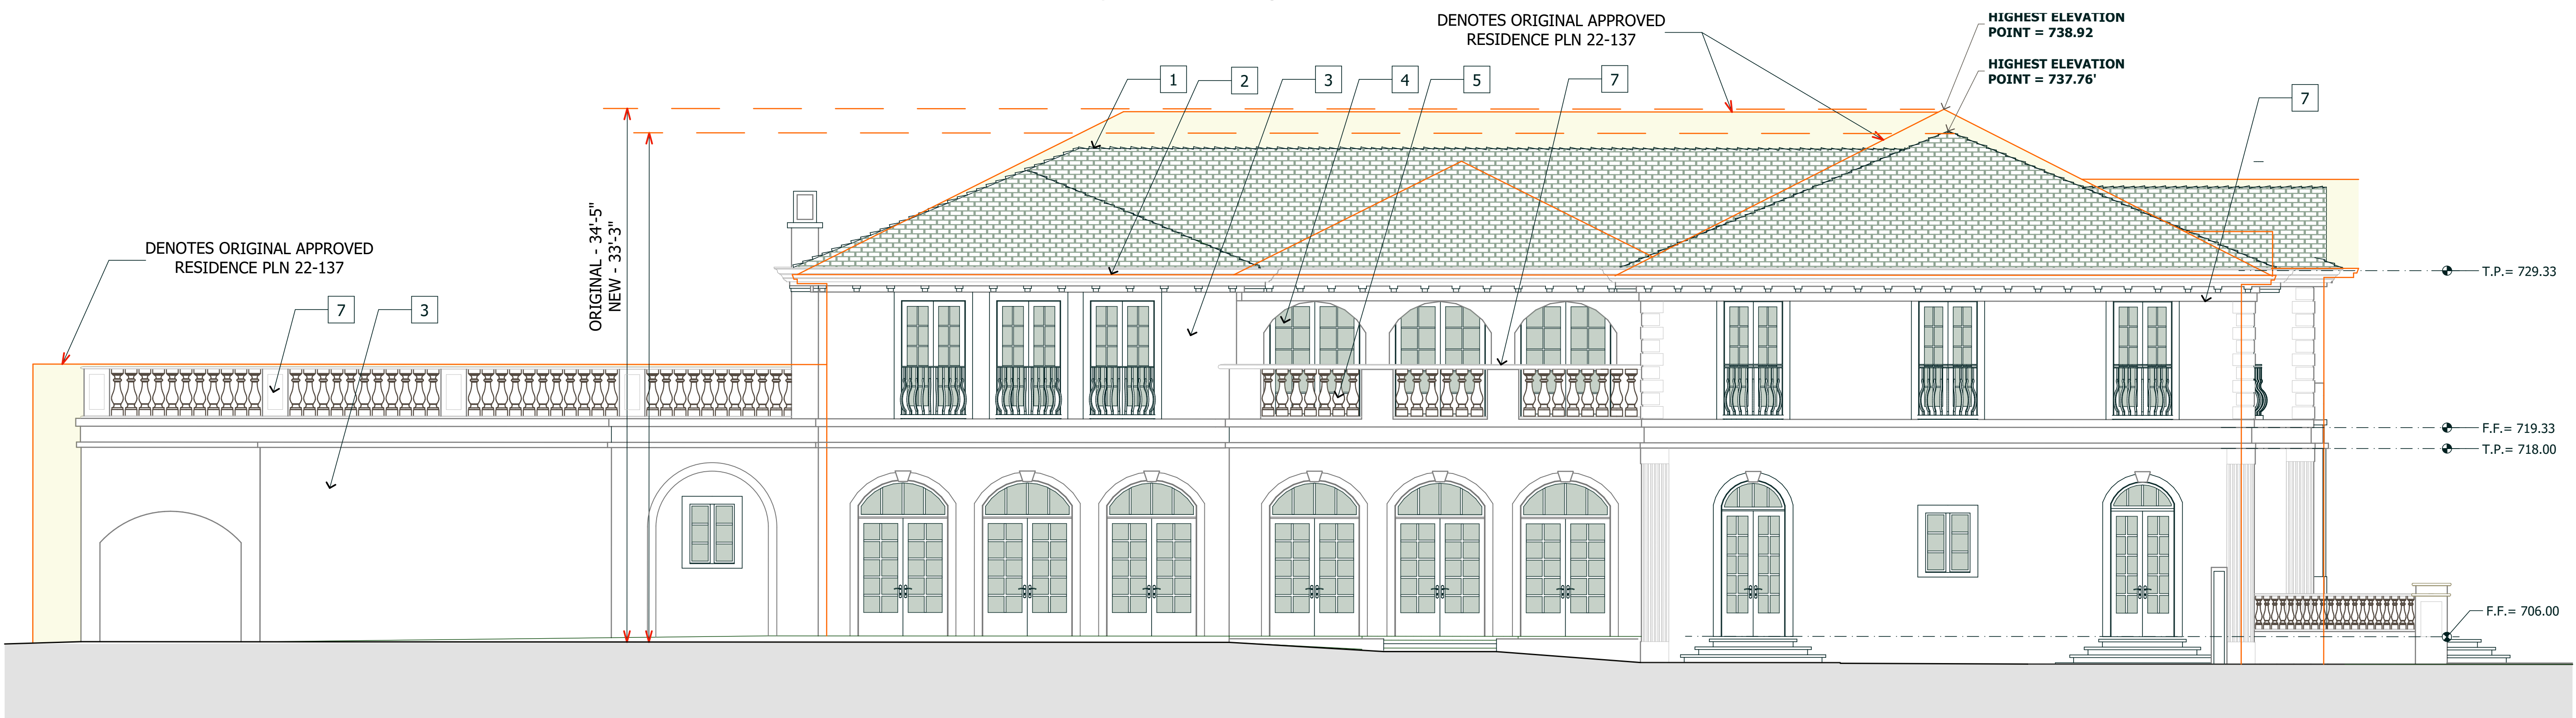 DENOTES ORIGINAL APPROVED
RESIDENCE PLN 22-137
HIGHEST ELEVATION
POINT = 738.92
HIGHEST ELEVATION
POINT = 737.76'
1
2
3
4
5
7
7
ORIGINAL - 34'-5"
NEW - 33'-3"
DENOTES ORIGINAL APPROVED
RESIDENCE PLN 22-137
7
3
T.P.= 729.33
F.F.= 719.33
T.P.= 718.00
F.F.= 706.00